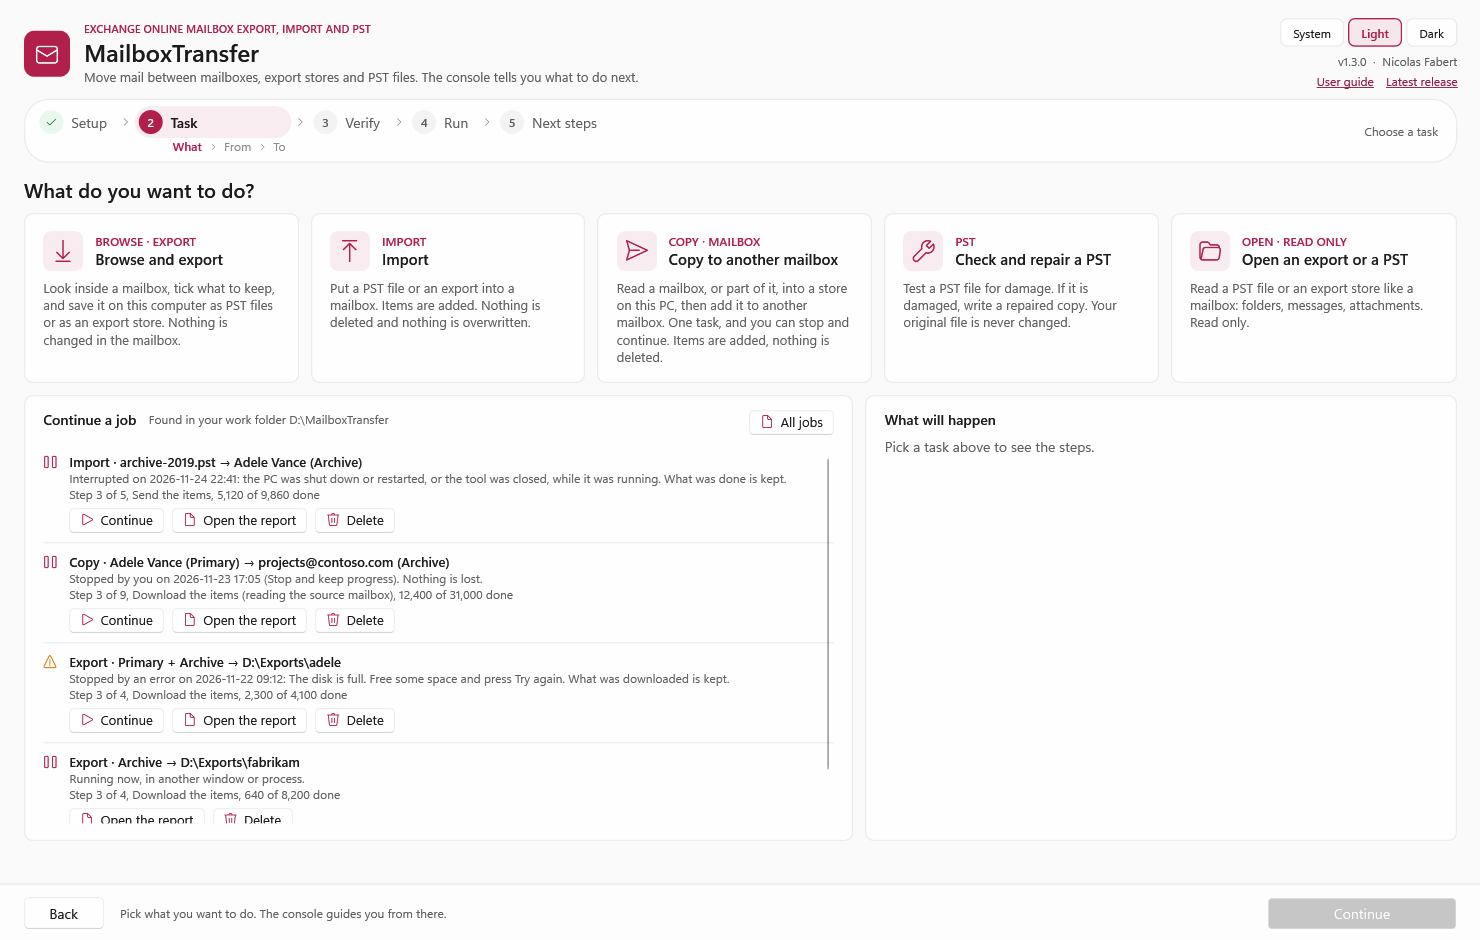 EXCHANGE ONLINE MAILBOX EXPORT, IMPORT AND PST
MailboxTransfer
Move mail between mailboxes, export stores and PST files. The console tells you what to do next.
System
Light
Dark
v1.3.0 · Nicolas Fabert
User guide
Latest release
Setup
2
Task
3
Verify
4
Run
5
Next steps
What
From
To
Choose a task
What do you want to do?
BROWSE · EXPORT
Browse and export
Look inside a mailbox, tick what to keep,
and save it on this computer as PST files
or as an export store. Nothing is
changed in the mailbox.
IMPORT
Import
Put a PST file or an export into a
mailbox. Items are added. Nothing is
deleted and nothing is overwritten.
COPY · MAILBOX
Copy to another mailbox
Read a mailbox, or part of it, into a store
on this PC, then add it to another
mailbox. One task, and you can stop and
continue. Items are added, nothing is
deleted.
PST
Check and repair a PST
Test a PST file for damage. If it is
damaged, write a repaired copy. Your
original file is never changed.
OPEN · READ ONLY
Open an export or a PST
Read a PST file or an export store like a
mailbox: folders, messages, attachments.
Read only.
Continue a job
Found in your work folder D:\MailboxTransfer
All jobs
Import · archive-2019.pst → Adele Vance (Archive)
Interrupted on 2026-11-24 22:41: the PC was shut down or restarted, or the tool was closed, while it was running. What was done is kept.
Step 3 of 5, Send the items, 5,120 of 9,860 done
Continue
Open the report
Delete
Copy · Adele Vance (Primary) → projects@contoso.com (Archive)
Stopped by you on 2026-11-23 17:05 (Stop and keep progress). Nothing is lost.
Step 3 of 9, Download the items (reading the source mailbox), 12,400 of 31,000 done
Continue
Open the report
Delete
Export · Primary + Archive → D:\Exports\adele
Stopped by an error on 2026-11-22 09:12: The disk is full. Free some space and press Try again. What was downloaded is kept.
Step 3 of 4, Download the items, 2,300 of 4,100 done
Continue
Open the report
Delete
Export · Archive → D:\Exports\fabrikam
Running now, in another window or process.
Step 3 of 4, Download the items, 640 of 8,200 done
Open the report
Delete
What will happen
Pick a task above to see the steps.
Back
Pick what you want to do. The console guides you from there.
Continue